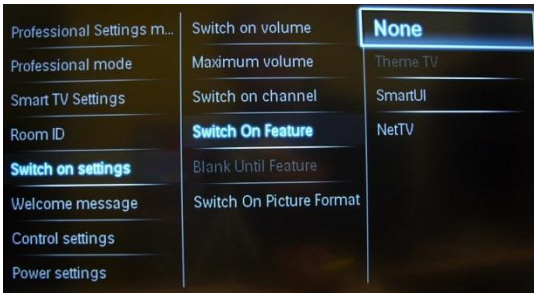 Professional Settings m...
Professional mode
Smart TV Settings
Room ID
Switch on settings
Welcome message
Control settings
Power settings
Switch on volume
Maximum volume
Switch on channel
Switch On Feature
Blank Until Feature
Switch On Picture Format
None
Theme TV
SmartUI
NetTV